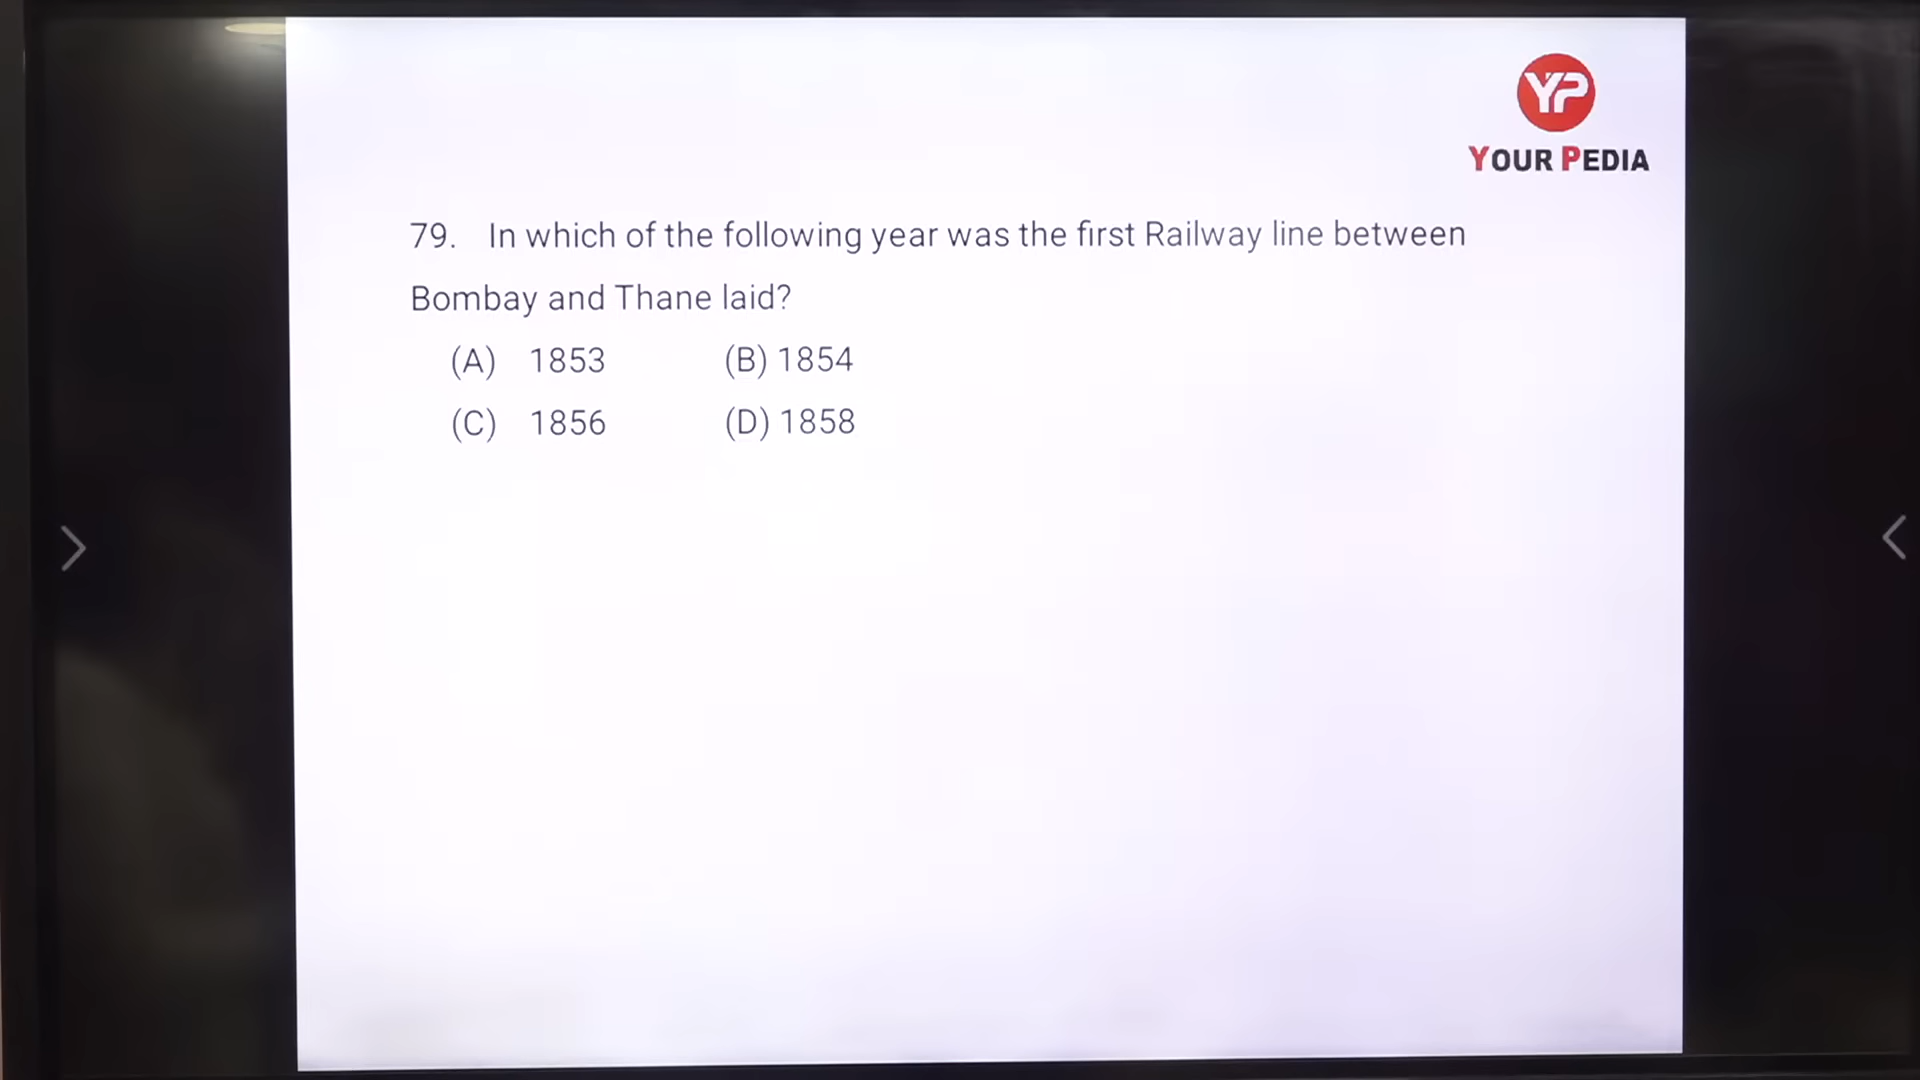 YP
YOUR PEDIA
79. In which of the following year was the first Railway line between
Bombay and Thane laid?
(A) 1853 (B) 1854
(C) 1856 (D) 1858